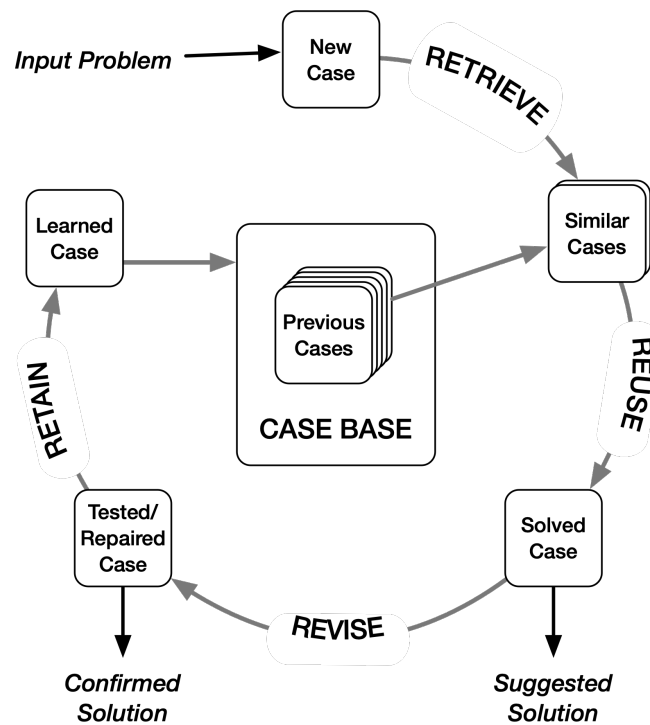 Input Problem
New
Case
RETRIEVE
Learned
Case
Similar
Cases
Previous
Cases
CASE BASE
RETAIN
REUSE
Tested/
Repaired
Case
Solved
Case
REVISE
Confirmed
Solution
Suggested
Solution